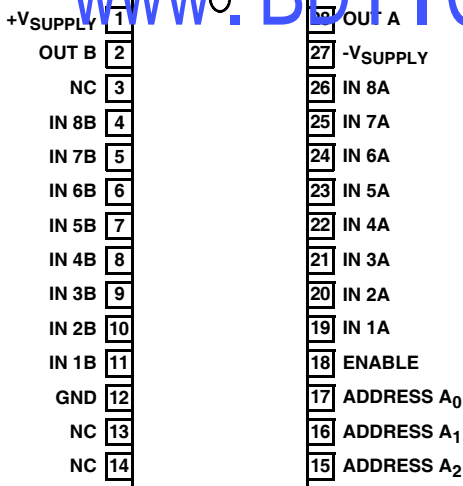 www.BDTIC
+VSUPPLY 1 28 OUT A
OUT B 2 27 -VSUPPLY
NC 3 26 IN 8A
IN 8B 4 25 IN 7A
IN 7B 5 24 IN 6A
IN 6B 6 23 IN 5A
IN 5B 7 22 IN 4A
IN 4B 8 21 IN 3A
IN 3B 9 20 IN 2A
IN 2B 10 19 IN 1A
IN 1B 11 18 ENABLE
GND 12 17 ADDRESS A0
NC 13 16 ADDRESS A1
NC 14 15 ADDRESS A2